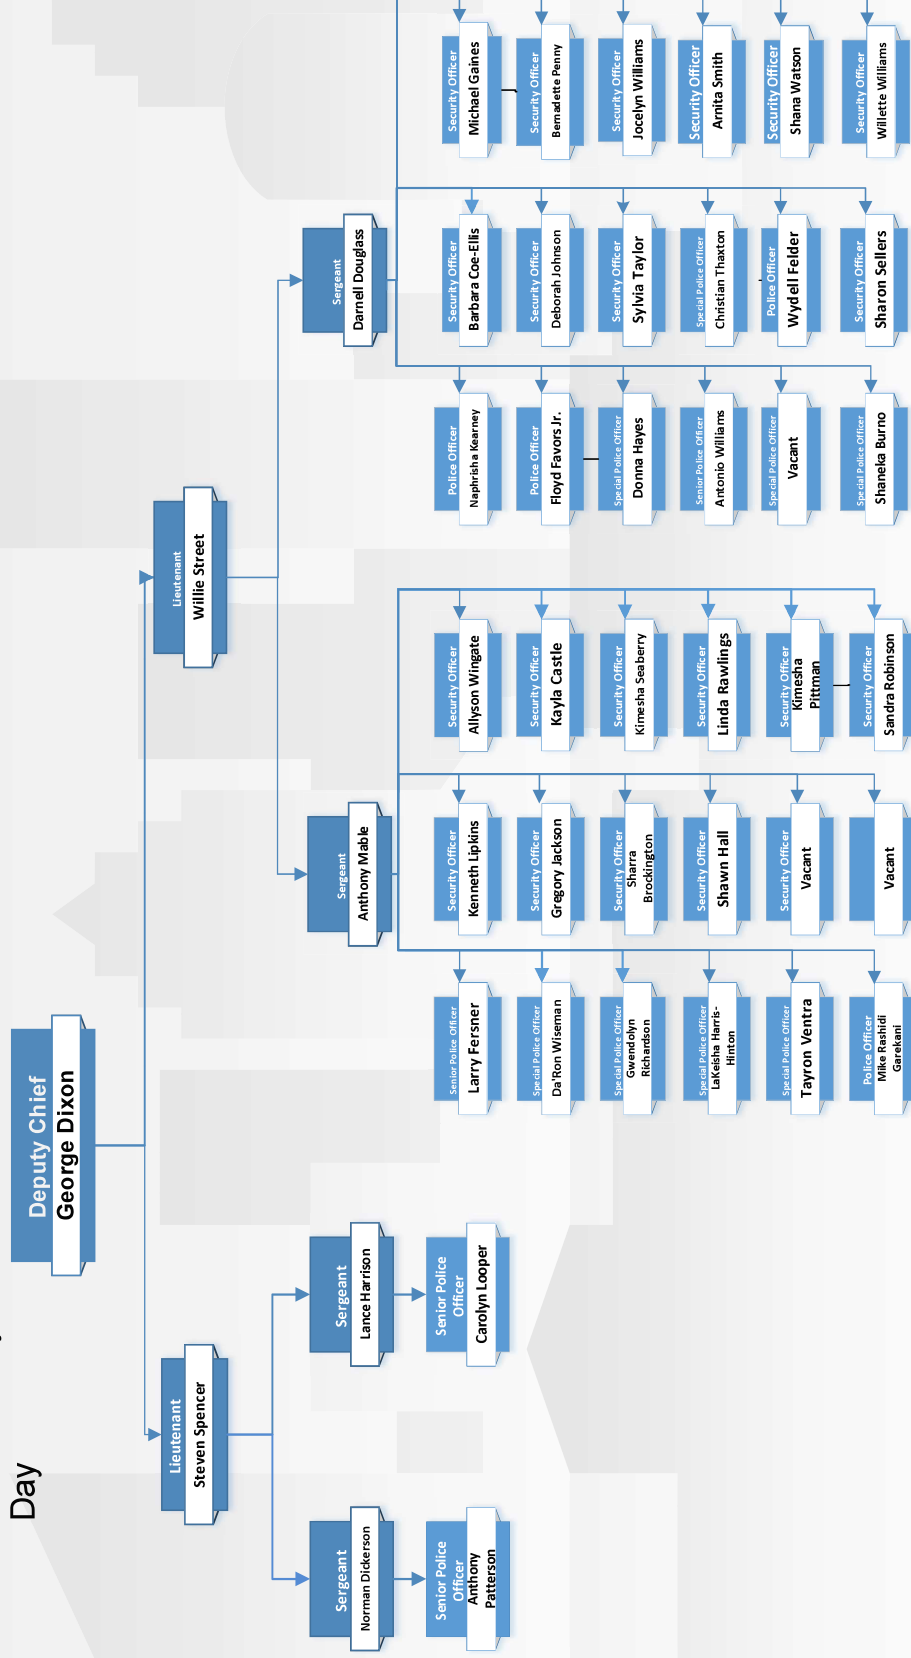 Day
Deputy Chief
George Dixon
Lieutenant
Steven Spencer
Lieutenant
Willie Street
Sergeant
Norman Dickerson
Sergeant
Lance Harrison
Sergeant
Anthony Mable
Sergeant
Darnell Douglass
Senior Police
Officer
Anthony
Patterson
Senior Police
Officer
Carolyn Looper
Senior Police Officer
Larry Fersner
Special Police Officer
Da'Ron Wiseman
Special Police Officer
Gwendolyn
Richardson
Special Police Officer
LaKeisha Harris-
Hinton
Special Police Officer
Tayron Ventra
Police Officer
Mike Rashidi
Garekani
Security Officer
Kenneth Lipkins
Security Officer
Gregory Jackson
Security Officer
Sharra
Brockington
Security Officer
Shawn Hall
Security Officer
Vacant
Security Officer
Vacant
Security Officer
Allyson Wingate
Security Officer
Kayla Castle
Security Officer
Kimesha Seaberry
Security Officer
Linda Rawlings
Security Officer
Kimesha
Pittman
Security Officer
Sandra Robinson
Police Officer
Naphrisha Kearney
Police Officer
Floyd Favors Jr.
Special Police Officer
Donna Hayes
Senior Police Officer
Antonio Williams
Special Police Officer
Vacant
Special Police Officer
Shaneka Burno
Security Officer
Barbara Coe-Ellis
Security Officer
Deborah Johnson
Security Officer
Sylvia Taylor
Special Police Officer
Christian Thaxton
Police Officer
Wydell Felder
Security Officer
Sharon Sellers
Security Officer
Michael Gaines
Security Officer
Bernadette Penny
Security Officer
Jocelyn Williams
Security Officer
Arnita Smith
Security Officer
Shana Watson
Security Officer
Willette Williams